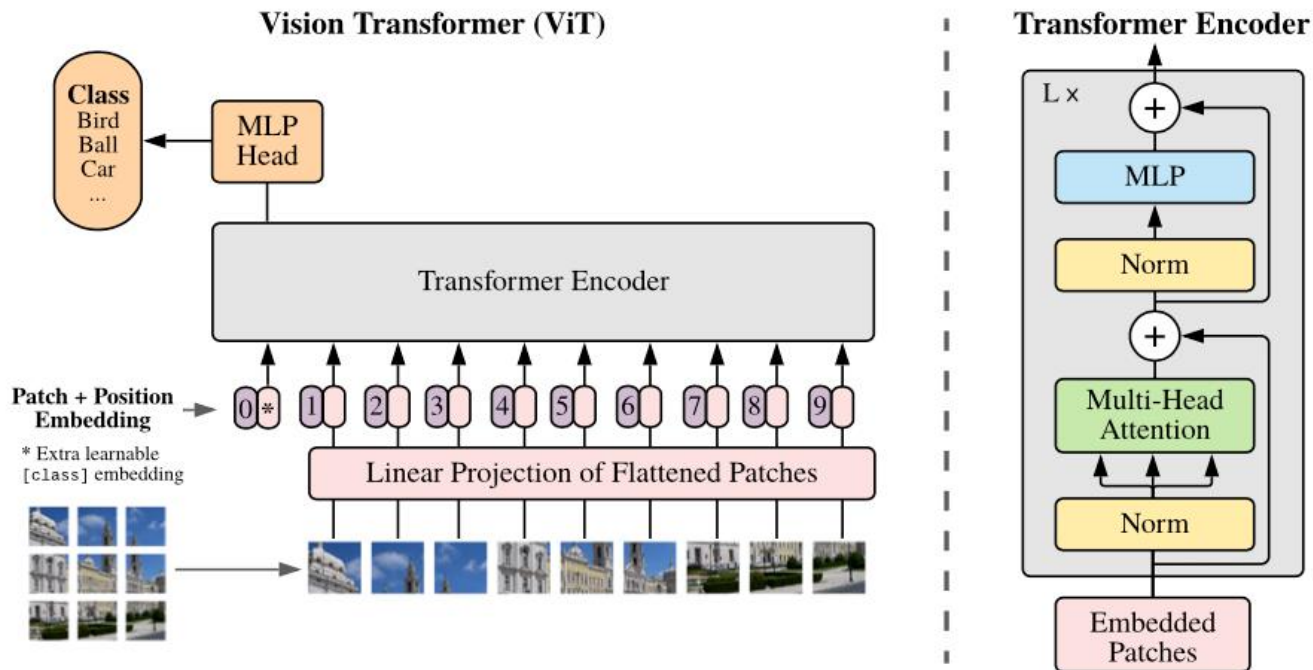 Vision Transformer (ViT)
Class
Bird
Ball
Car
...
MLP
Head
Transformer Encoder
Patch + Position
Embedding
* Extra learnable
[class] embedding
0 * 1 2 3 4 5 6 7 8 9
Linear Projection of Flattened Patches
Transformer Encoder
L ×
+
MLP
Norm
+
Multi-Head
Attention
Norm
Embedded
Patches